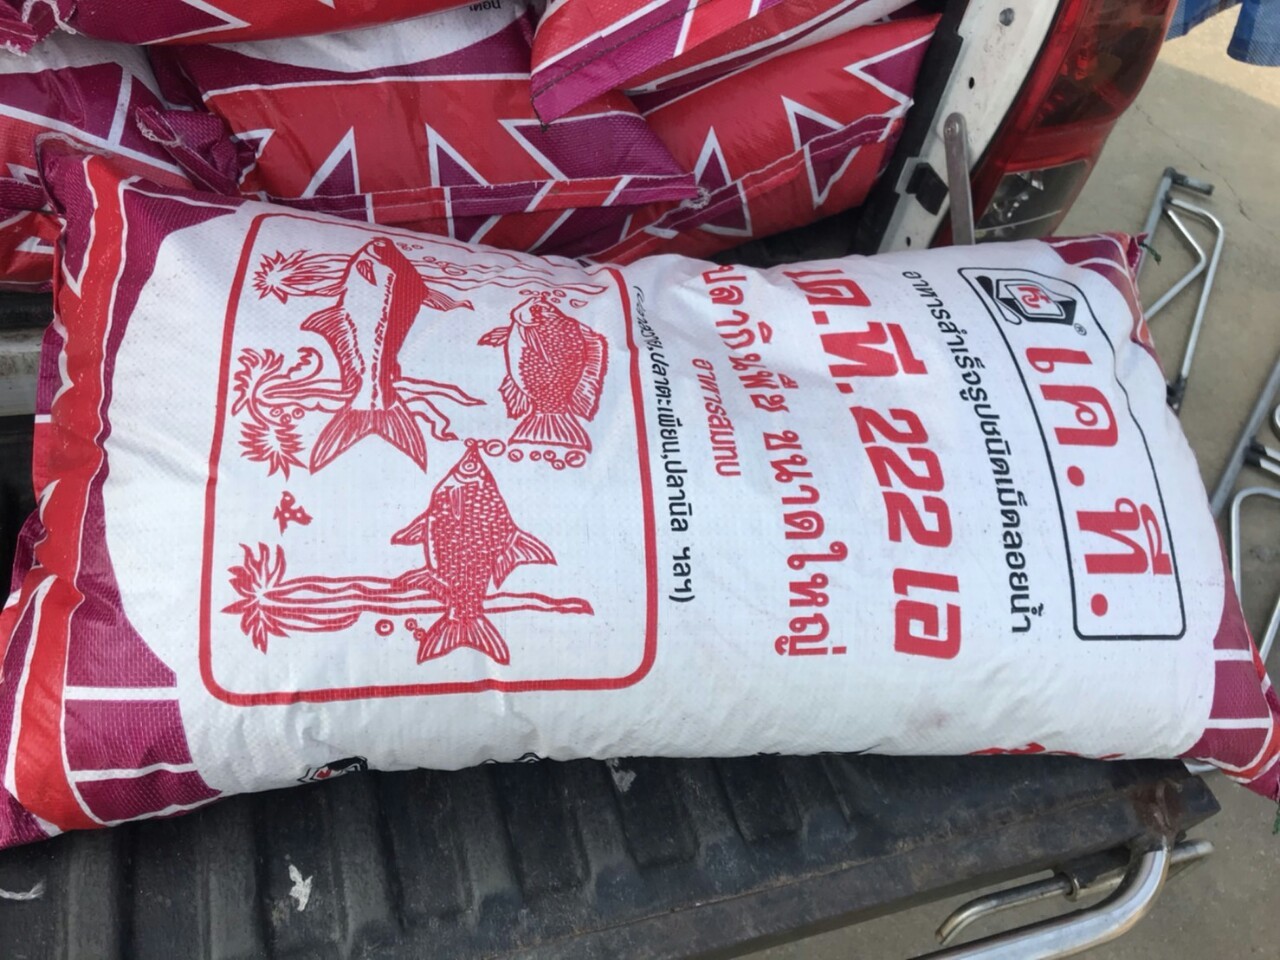 เค.ที.
®
อาหารสำเร็จรูปชนิดเม็ดลอยน้ำ
เค.ที. 222 เอ
ปลากินพืช ขนาดใหญ่
อาหารสมทบ
ปลาตะเพียน,ปลานิล ฯลฯ)